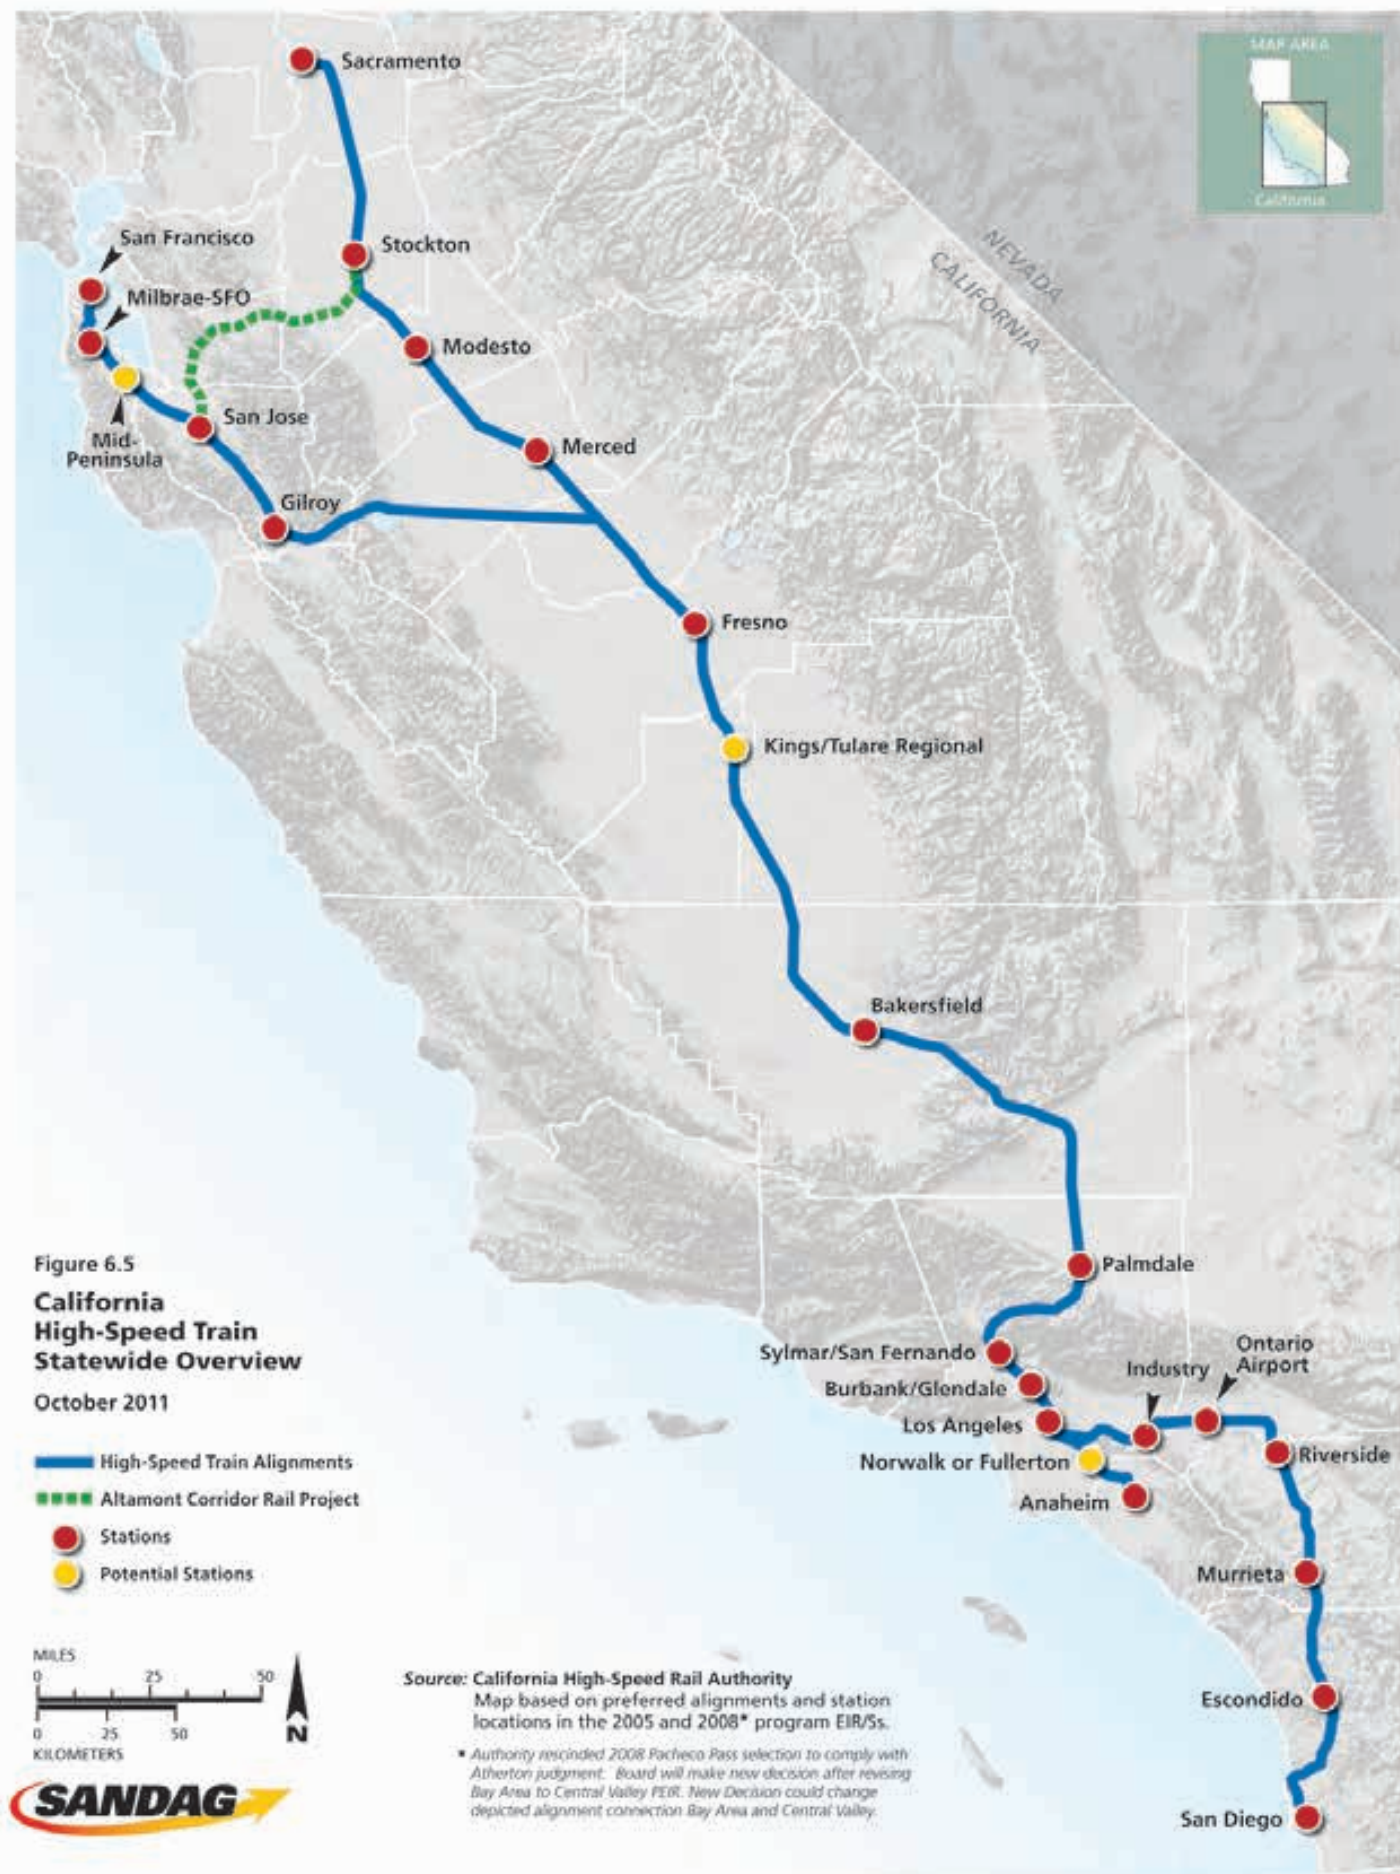 MAP AREA
California
NEVADA
CALIFORNIA
Sacramento
Stockton
San Francisco
Milbrae-SFO
Modesto
San Jose
Mid-
Peninsula
Merced
Gilroy
Fresno
Kings/Tulare Regional
Bakersfield
Palmdale
Sylmar/San Fernando
Burbank/Glendale
Los Angeles
Norwalk or Fullerton
Anaheim
Industry
Ontario
Airport
Riverside
Murrieta
Escondido
San Diego
Figure 6.5
California
High-Speed Train
Statewide Overview
October 2011
High-Speed Train Alignments
Altamont Corridor Rail Project
Stations
Potential Stations
MILES
0 25 50
0 25 50
KILOMETERS
N
SANDAG
Source: California High-Speed Rail Authority
Map based on preferred alignments and station
locations in the 2005 and 2008* program EIR/Ss.
* Authority rescinded 2008 Pacheco Pass selection to comply with
Atherton judgment. Board will make new decision after revising
Bay Area to Central Valley PEIR. New Decision could change
depicted alignment connection Bay Area and Central Valley.